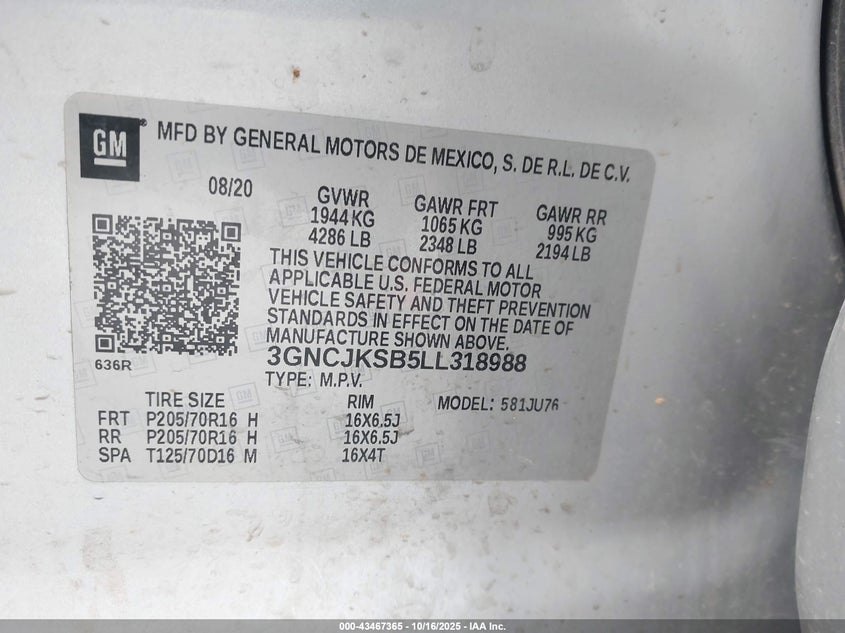 GM
MFD BY GENERAL MOTORS DE MEXICO, S. DE R.L. DE C.V.
08/20
GVWR
1944 KG
4286 LB
GAWR FRT
1065 KG
2348 LB
GAWR RR
995 KG
2194 LB
THIS VEHICLE CONFORMS TO ALL
APPLICABLE U.S. FEDERAL MOTOR
VEHICLE SAFETY AND THEFT PREVENTION
STANDARDS IN EFFECT ON THE DATE OF
MANUFACTURE SHOWN ABOVE.
3GNCJKSB5LL318988
636R
TYPE: M.P.V.
TIRE SIZE RIM MODEL: 581JU76
FRT P205/70R16 H 16X6.5J
RR P205/70R16 H 16X6.5J
SPA T125/70D16 M 16X4T
000-43467365 - 10/16/2025 - IAA Inc.